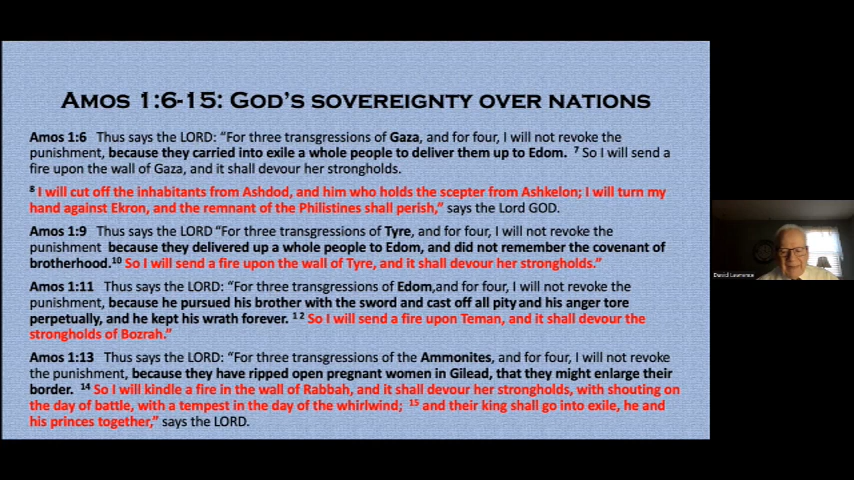 Amos 1:6-15: God's sovereignty over nations
Amos 1:6 Thus says the LORD: “For three transgressions of Gaza, and for four, I will not revoke the
punishment, because they carried into exile a whole people to deliver them up to Edom. 7 So I will send a
fire upon the wall of Gaza, and it shall devour her strongholds.
8 I will cut off the inhabitants from Ashdod, and him who holds the scepter from Ashkelon; I will turn my
hand against Ekron, and the remnant of the Philistines shall perish,” says the Lord GOD.
Amos 1:9 Thus says the LORD “For three transgressions of Tyre, and for four, I will not revoke the
punishment because they delivered up a whole people to Edom, and did not remember the covenant of
brotherhood.10 So I will send a fire upon the wall of Tyre, and it shall devour her strongholds.”
Amos 1:11 Thus says the LORD: “For three transgressions of Edom,and for four, I will not revoke the
punishment, because he pursued his brother with the sword and cast off all pity and his anger tore
perpetually, and he kept his wrath forever. 1 2 So I will send a fire upon Teman, and it shall devour the
strongholds of Bozrah.”
Amos 1:13 Thus says the LORD: “For three transgressions of the Ammonites, and for four, I will not revoke
the punishment, because they have ripped open pregnant women in Gilead, that they might enlarge their
border. 14 So I will kindle a fire in the wall of Rabbah, and it shall devour her strongholds, with shouting on
the day of battle, with a tempest in the day of the whirlwind; 15 and their king shall go into exile, he and
his princes together,” says the LORD.
David Lawrence